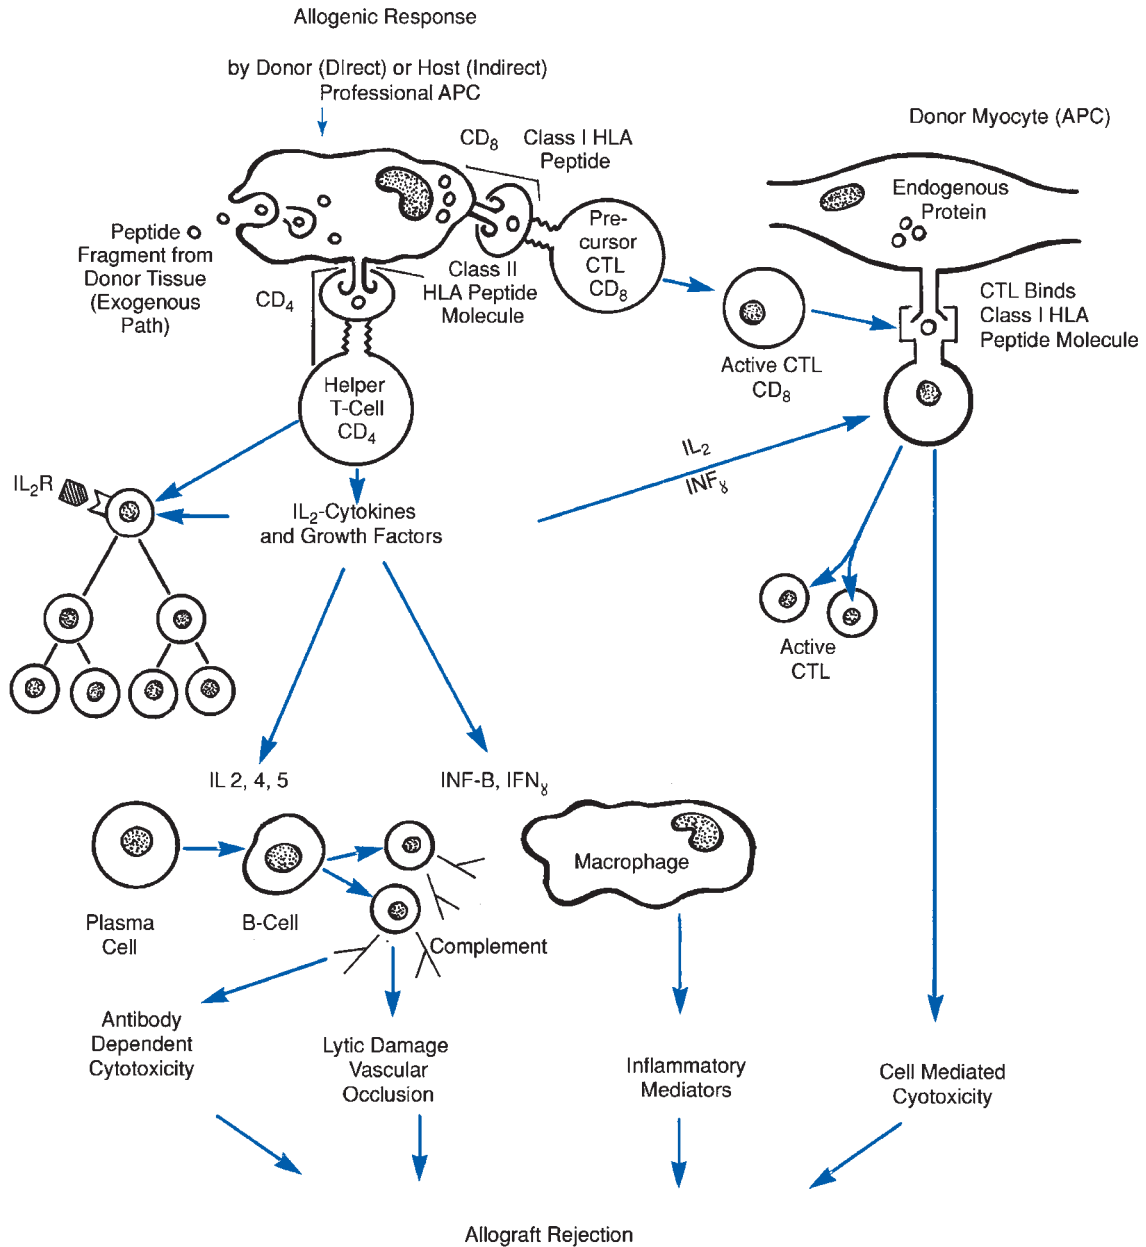 Allogenic Response
by Donor (DIrect) or Host (Indirect)
Professional APC
Donor Myocyte (APC)
CD8
Class I HLA
Peptide
Endogenous
Protein
Peptide
Fragment from
Donor Tissue
(Exogenous
Path)
Pre-
cursor
CTL
CD8
CD4
Class II
HLA Peptide
Molecule
CTL Binds
Class I HLA
Peptide Molecule
Active CTL
CD8
Helper
T-Cell
CD4
IL2
INFɣ
IL2R
IL2-Cytokines
and Growth Factors
Active
CTL
IL 2, 4, 5
INF-B, IFNɣ
Macrophage
Plasma
Cell
B-Cell
Complement
Antibody
Dependent
Cytotoxicity
Lytic Damage
Vascular
Occlusion
Inflammatory
Mediators
Cell Mediated
Cyotoxicity
Allograft Rejection